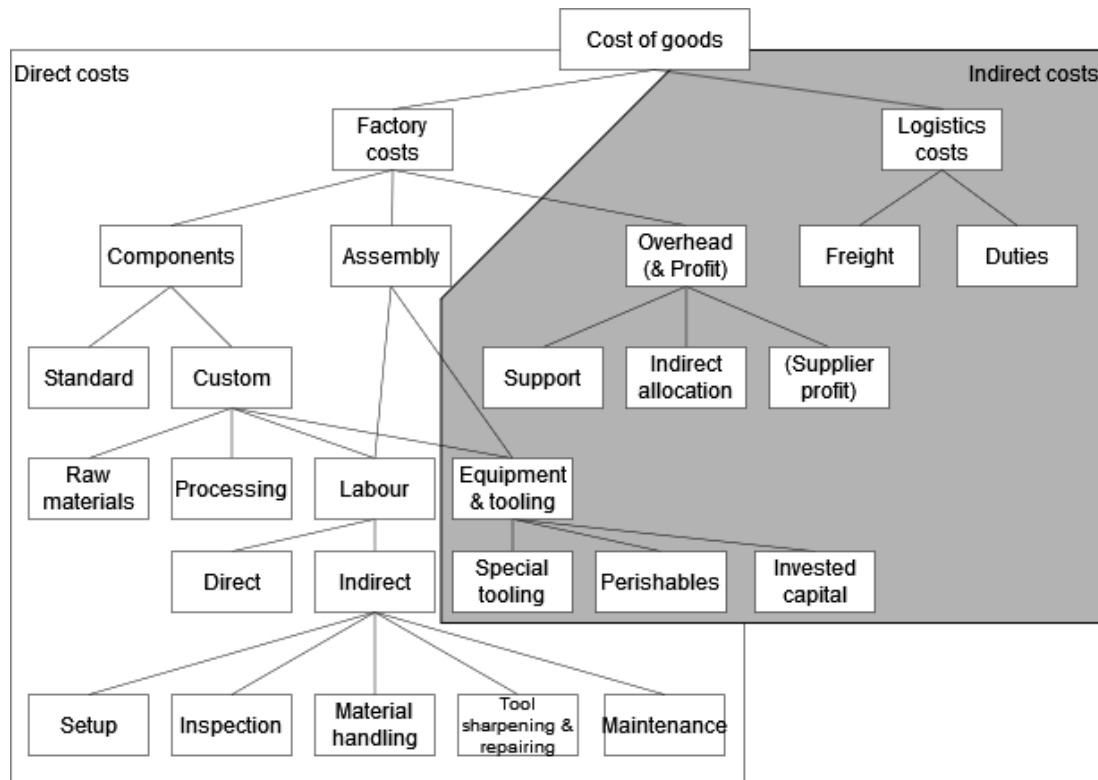 Cost of goods
Direct costs
Indirect costs
Factory
costs
Logistics
costs
Components
Assembly
Overhead
(& Profit)
Freight
Duties
Standard
Custom
Support
Indirect
allocation
(Supplier
profit)
Raw
materials
Processing
Labour
Equipment
& tooling
Direct
Indirect
Special
tooling
Perishables
Invested
capital
Setup
Inspection
Material
handling
Tool
sharpening &
repairing
Maintenance